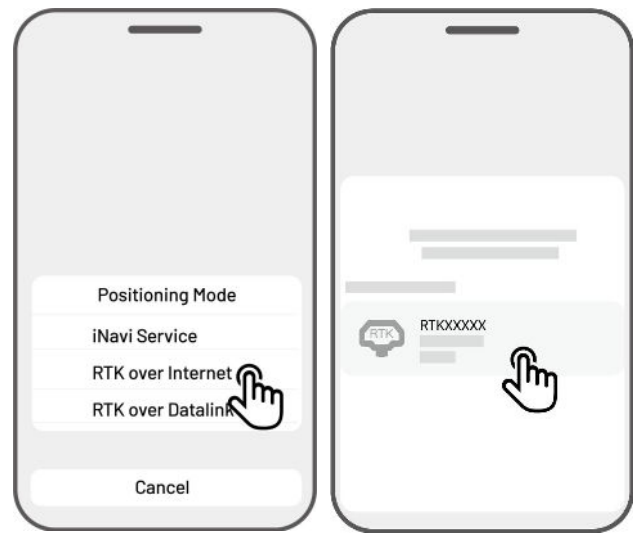 Positioning Mode
iNavi Service
RTK over Internet
RTK over Datalink
Cancel
RTK
RTKXXXXX